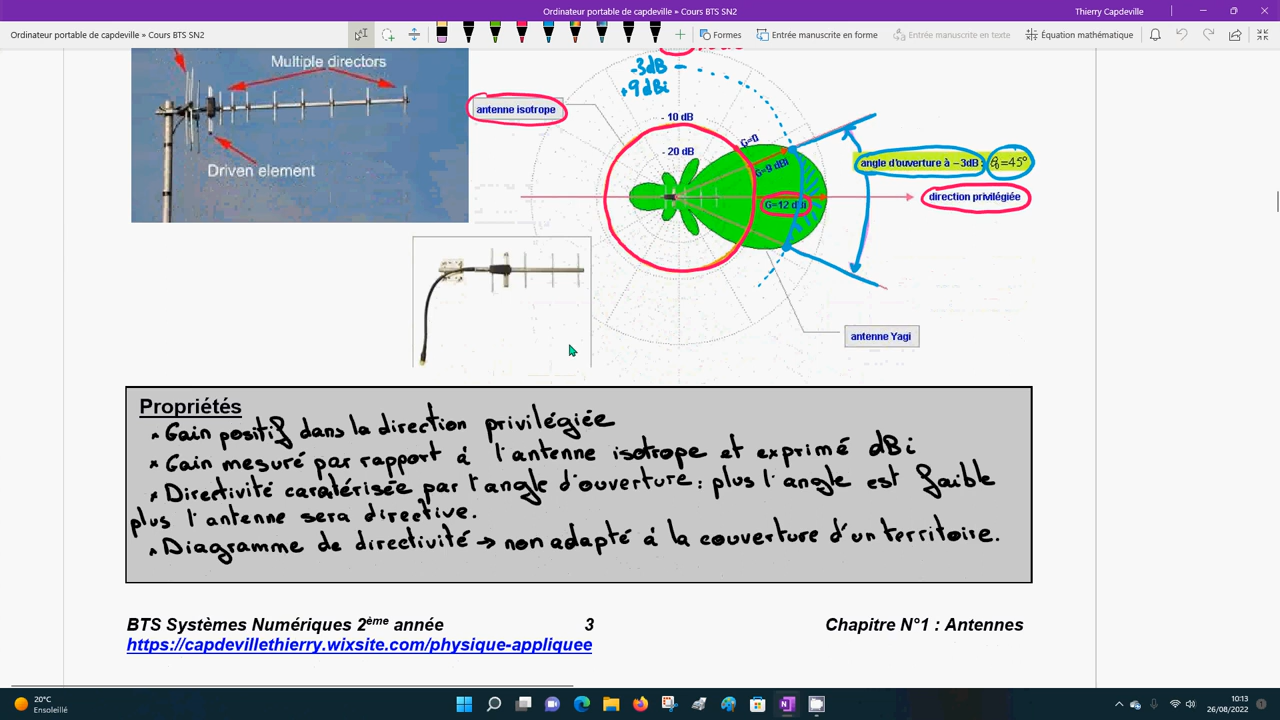 Ordinateur portable de capdeville » Cours BTS SN2
Thierry Capdeville
Ordinateur portable de capdeville » Cours BTS SN2
Formes
Entrée manuscrite en forme
Entrée manuscrite en texte
Équation mathématique
Multiple directors
Driven element
-3dB
+9dBi
antenne isotrope
- 10 dB
- 20 dB
G=0
G=9 dBi
G=12 dBi
angle d'ouverture à −3dB :
=45°
direction privilégiée
antenne Yagi
Propriétés
* Gain positif dans la direction privilégiée
* Gain mesuré par rapport à l'antenne isotrope et exprimé dBi
* Directivité caratérisée par l'angle d'ouverture : plus l'angle est faible
plus l'antenne sera directive.
* Diagramme de directivité → non adapté à la couverture d'un territoire.
BTS Systèmes Numériques 2ème année
3
Chapitre N°1 : Antennes
https://capdevillethierry.wixsite.com/physique-appliquee
20°C
Ensoleillé
10:13
26/08/2022